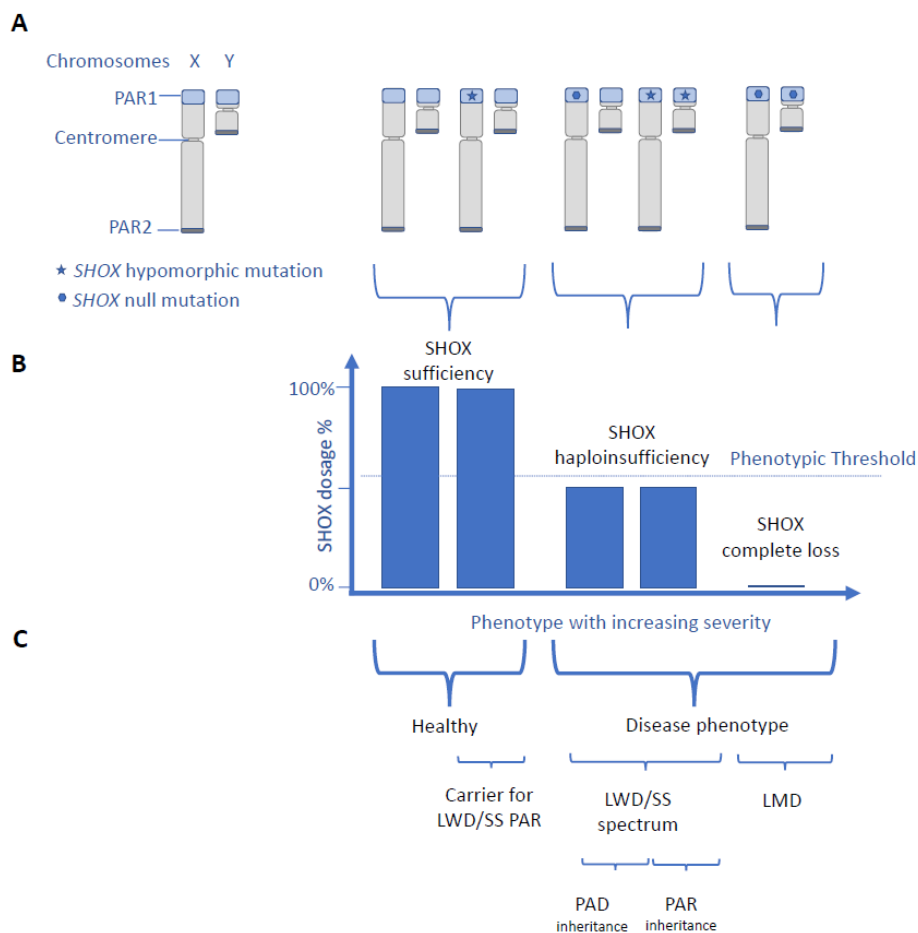 A
Chromosomes X Y
PAR1
Centromere
PAR2
★ SHOX hypomorphic mutation
SHOX null mutation
B
SHOX
sufficiency
100%
SHOX dosage %
0%
SHOX
haploinsufficiency
Phenotypic Threshold
SHOX
complete loss
Phenotype with increasing severity
C
Healthy
Disease phenotype
Carrier for
LWD/SS PAR
LWD/SS
spectrum
LMD
PAD
inheritance
PAR
inheritance